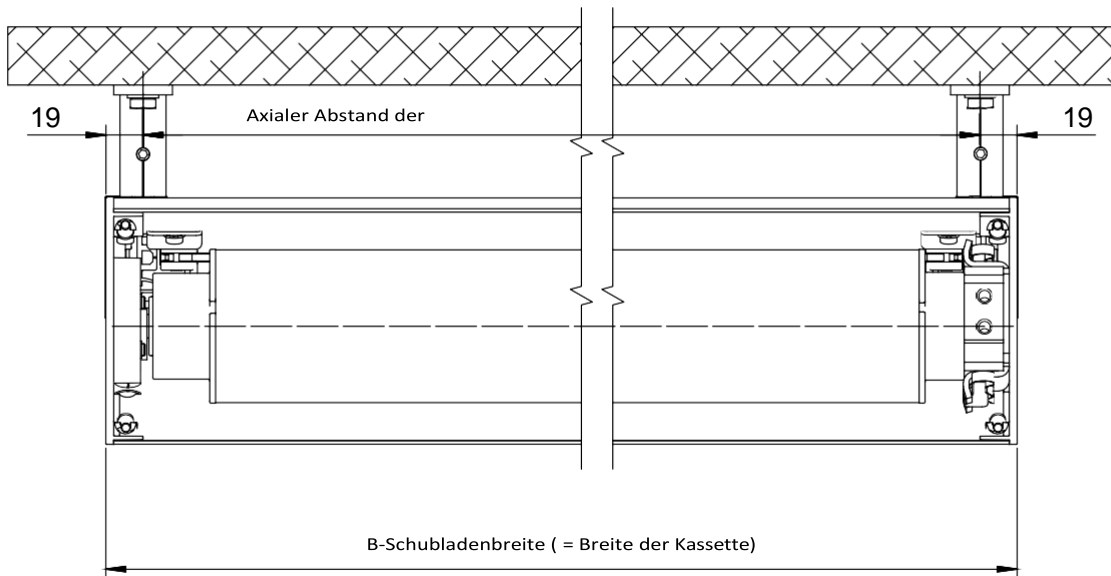 19
Axialer Abstand der
19
B-Schubladenbreite ( = Breite der Kassette)